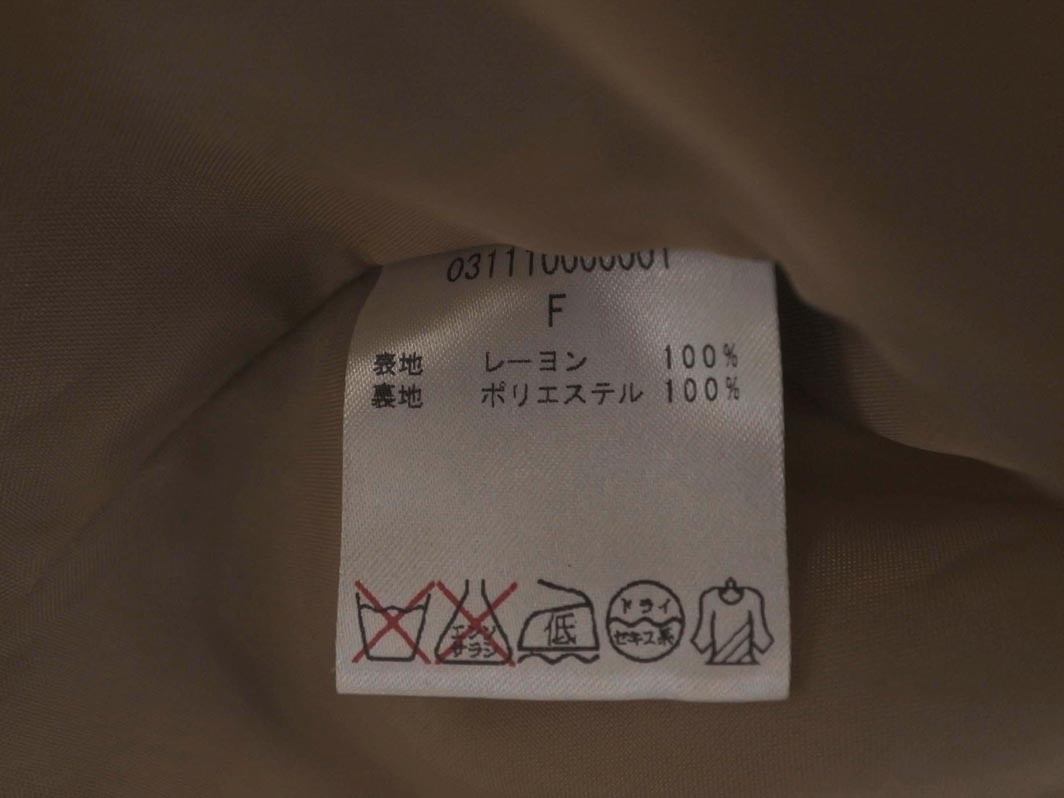 031110000001
F
表地 レーヨン 100%
裏地 ポリエステル 100%
エンソ
サラシ
低
ドライ
セキユ系